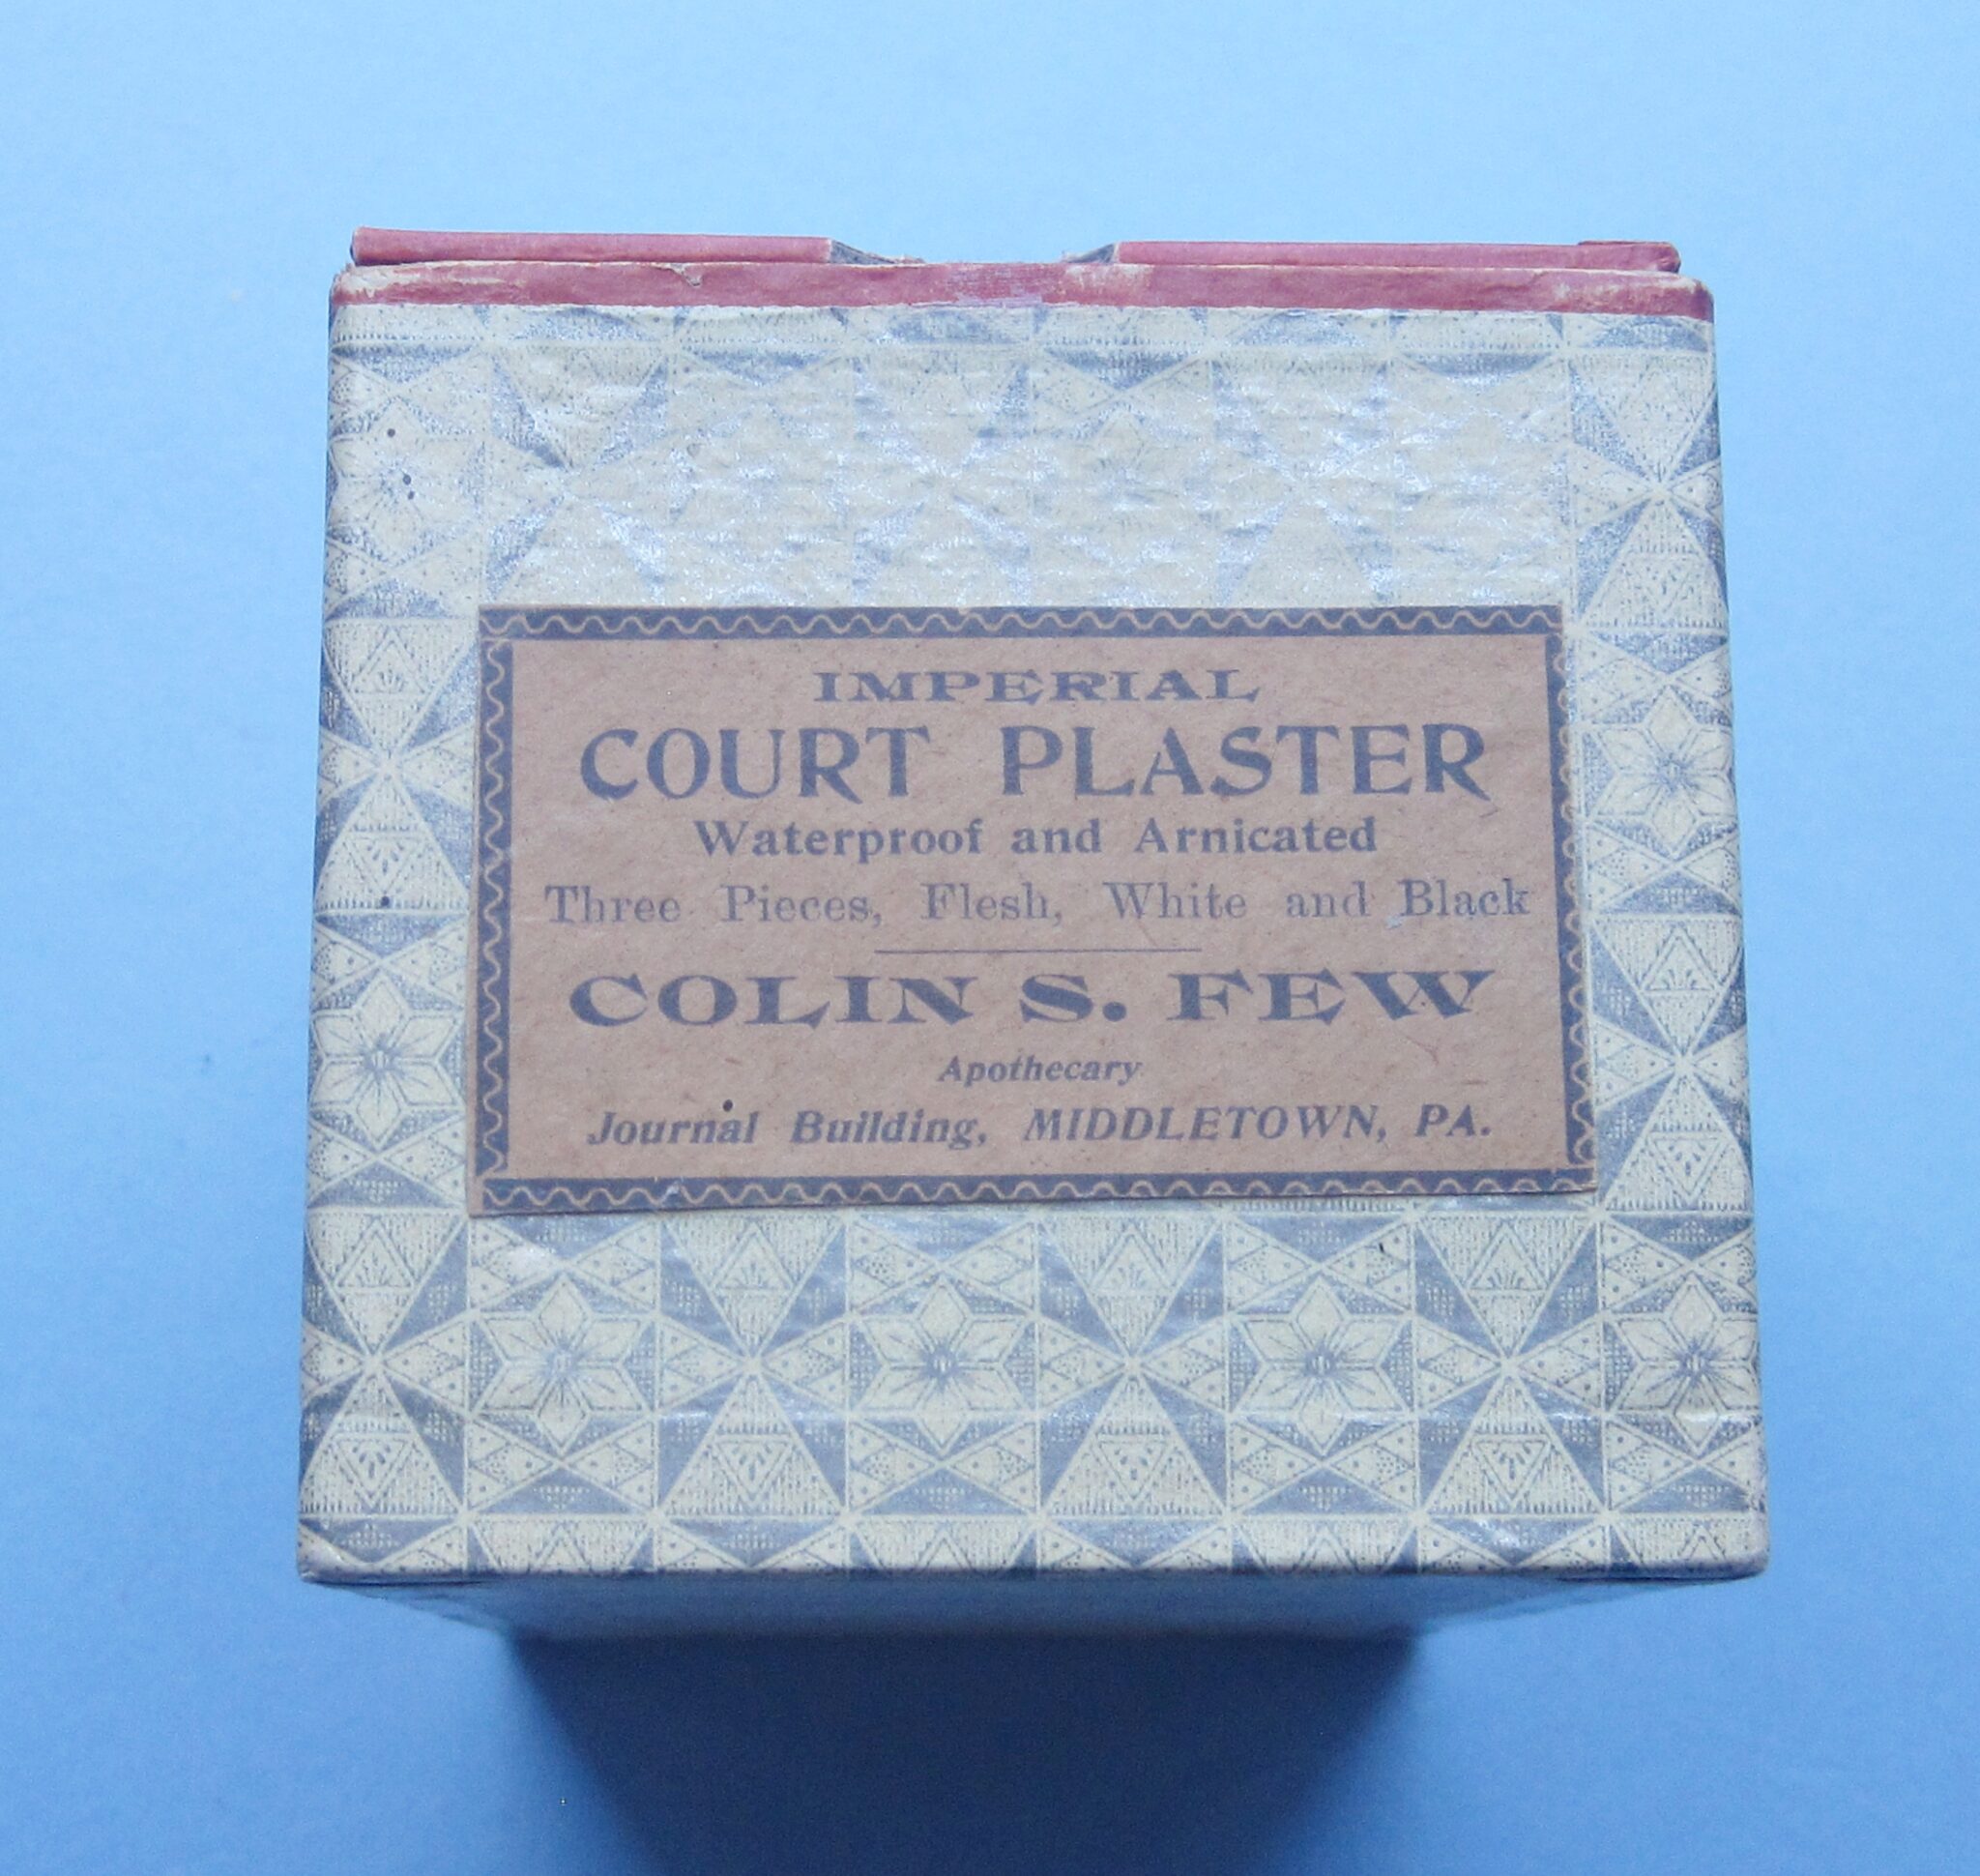 IMPERIAL
COURT PLASTER
Waterproof and Arnicated
Three Pieces, Flesh, White and Black
COLIN S. FEW
Apothecary
Journal Building, MIDDLETOWN, PA.